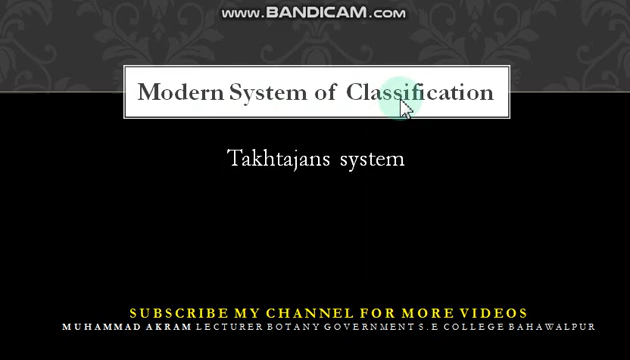 www.BANDICAM.com
Modern System of Classification
Takhtajans system
SUBSCRIBE MY CHANNEL FOR MORE VIDEOS
MUHAMMAD AKRAM LECTURER BOTANY GOVERNMENT S.E COLLEGE BAHAWALPUR